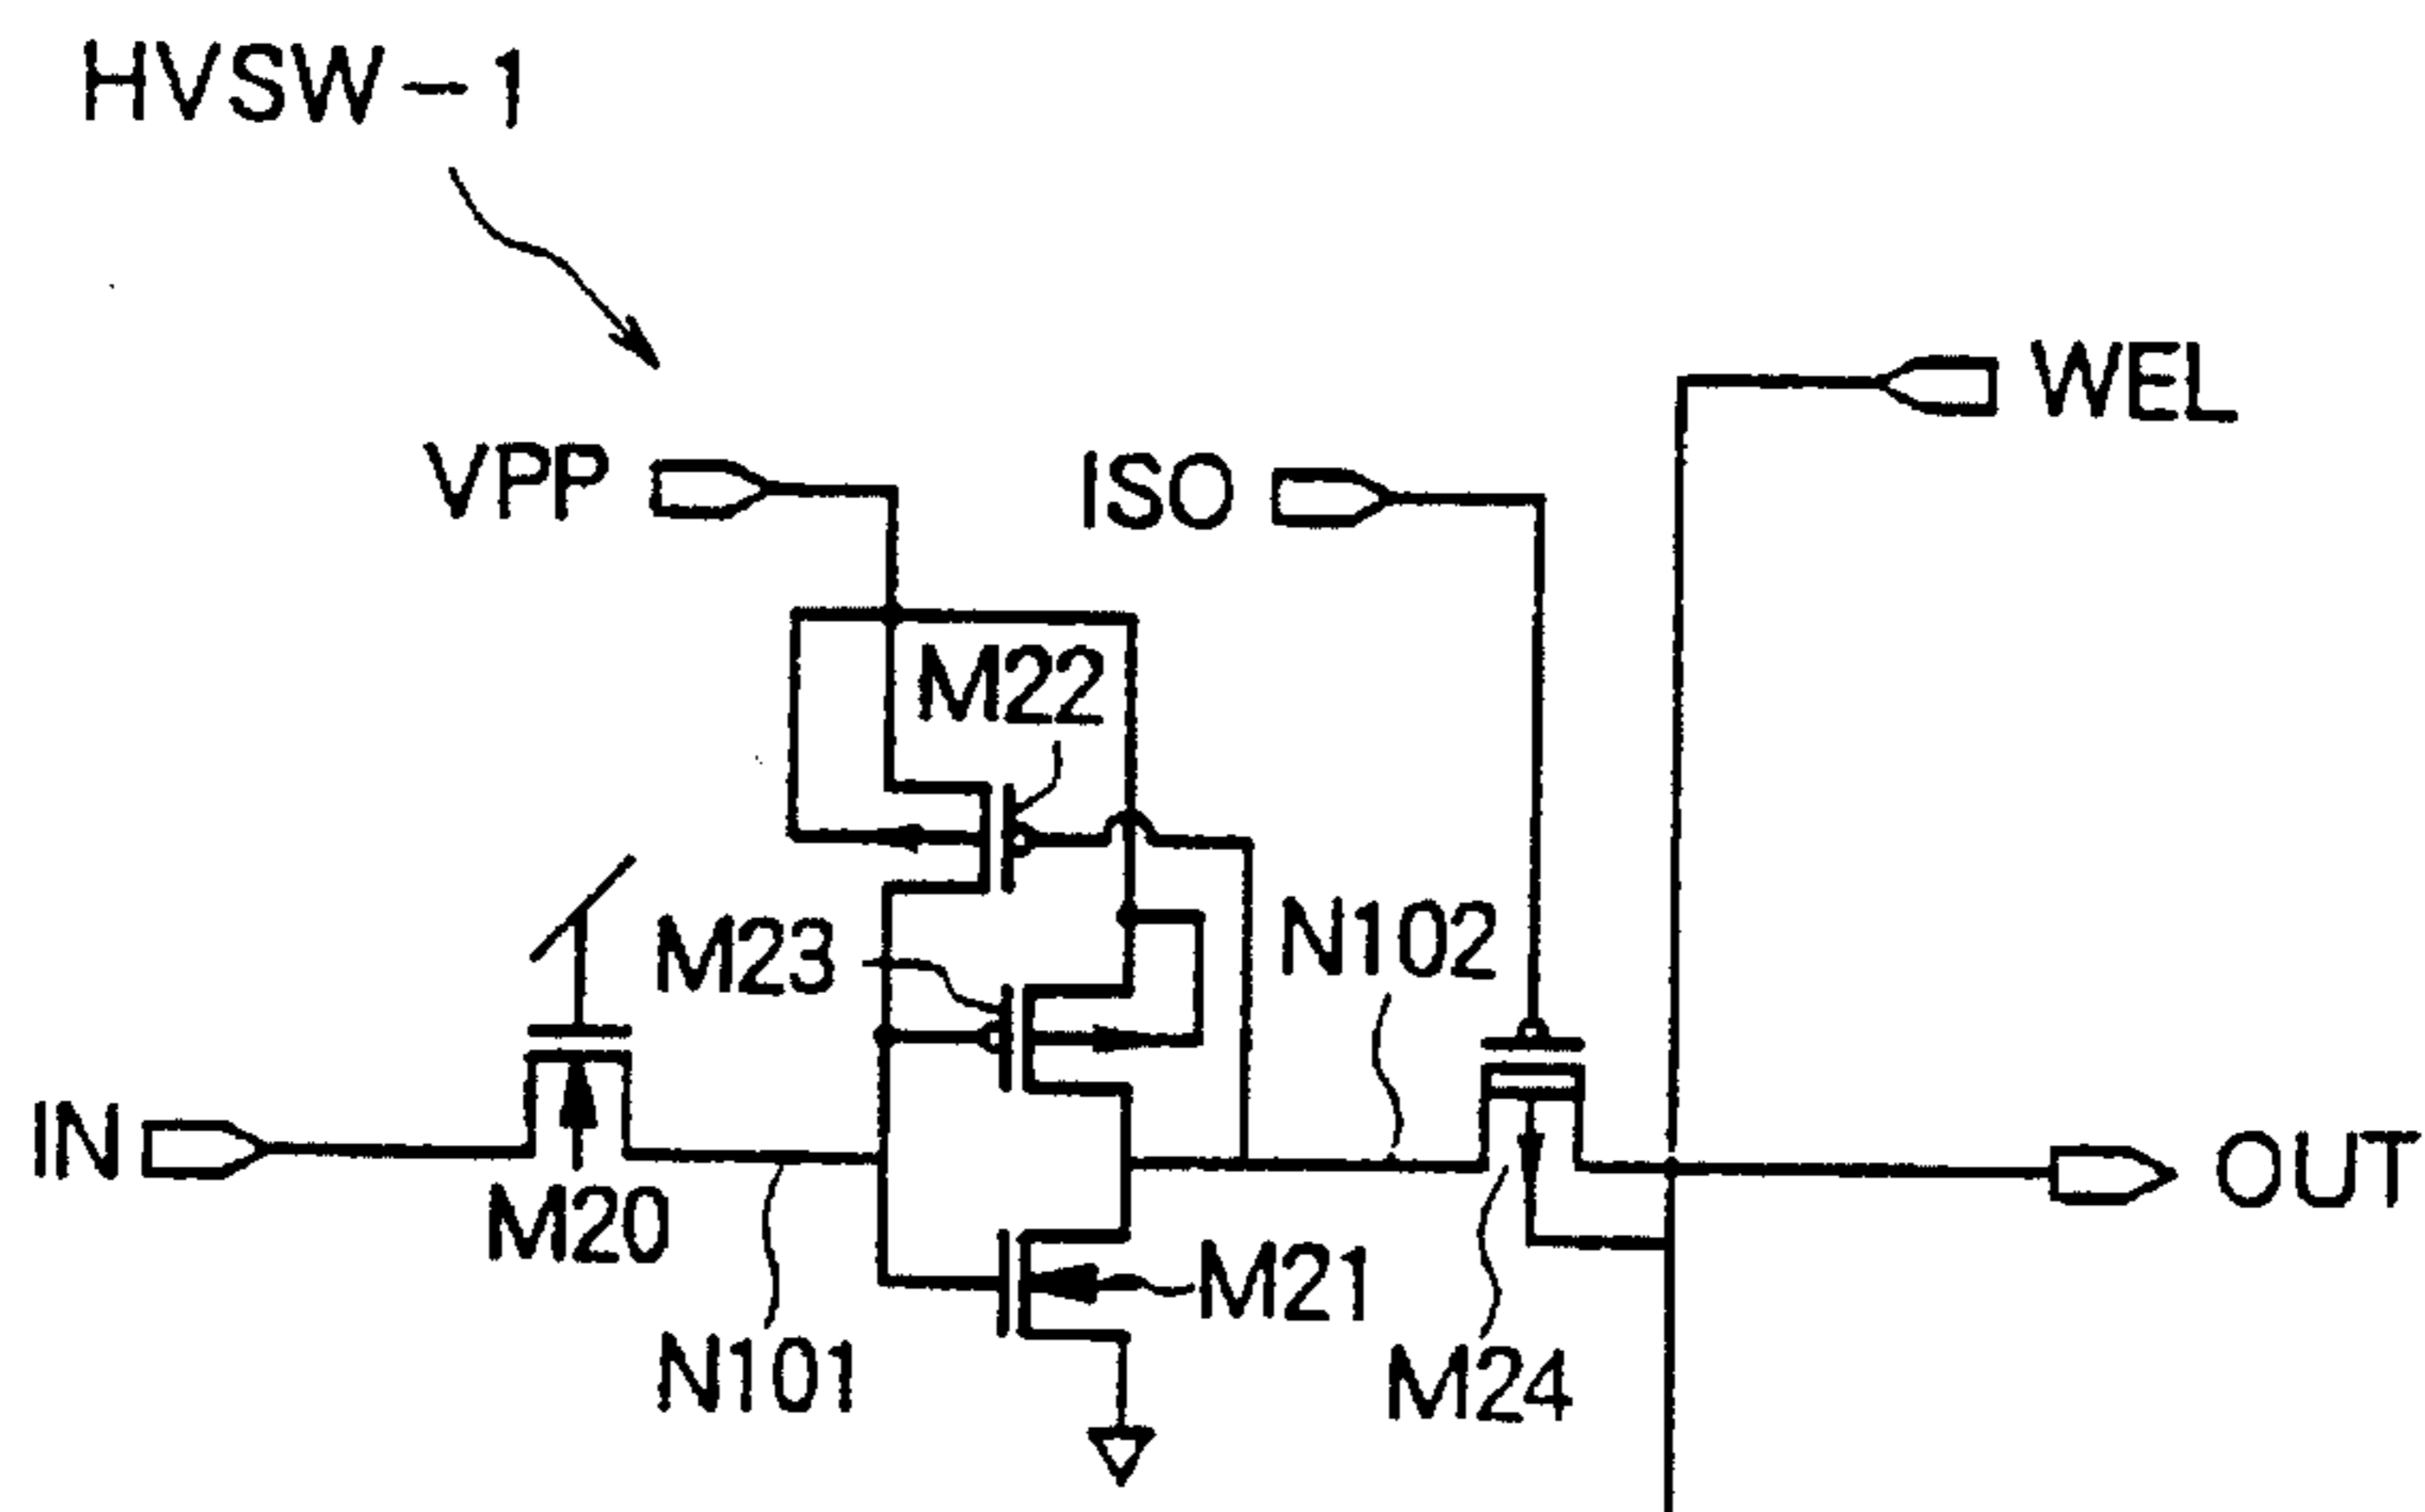 HVSW-1
WEL
VPP
ISO
M22
M23
N102
IN
OUT
M20
M21
N101
M24